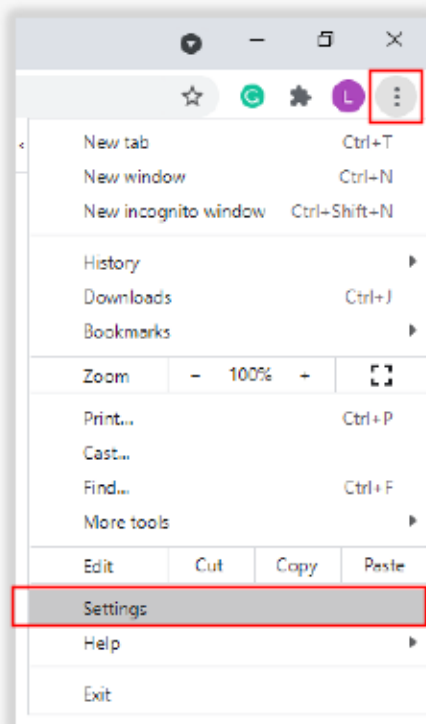 L
New tab Ctrl+T
New window Ctrl+N
New incognito window Ctrl+Shift+N
History
Downloads Ctrl+J
Bookmarks
Zoom - 100% +
Print... Ctrl+P
Cast...
Find... Ctrl+F
More tools
Edit Cut Copy Paste
Settings
Help
Exit